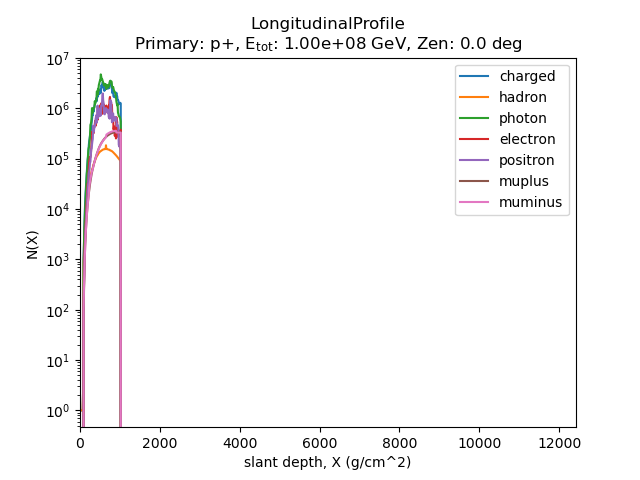 LongitudinalProfile
Primary: p+, E_tot: 1.00e+08 GeV, Zen: 0.0 deg
10^7
10^6
10^5
10^4
10^3
10^2
10^1
10^0
N(X)
charged
hadron
photon
electron
positron
muplus
muminus
0 2000 4000 6000 8000 10000 12000
slant depth, X (g/cm^2)